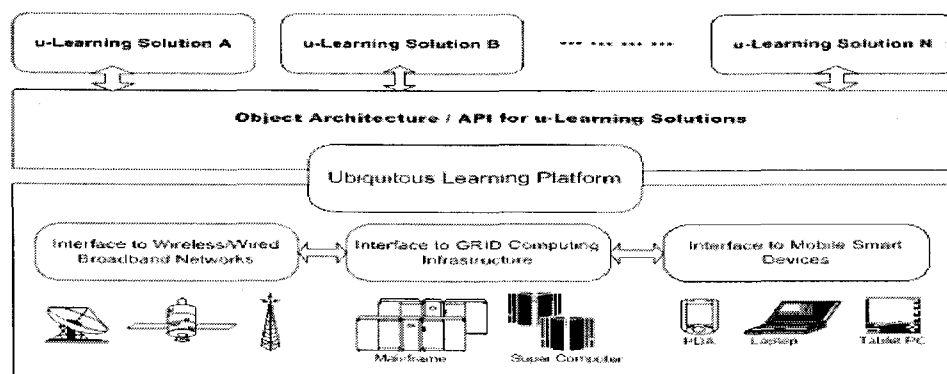 u-Learning Solution A
u-Learning Solution B
u-Learning Solution N
Object Architecture / API for u-Learning Solutions
Ubiquitous Learning Platform
Interface to Wireless/Wired
Broadband Networks
Interface to GRID Computing
Infrastructure
Interface to Mobile Smart
Devices
Mainframe
Super Computer
PDA
Laptop
Tablet PC